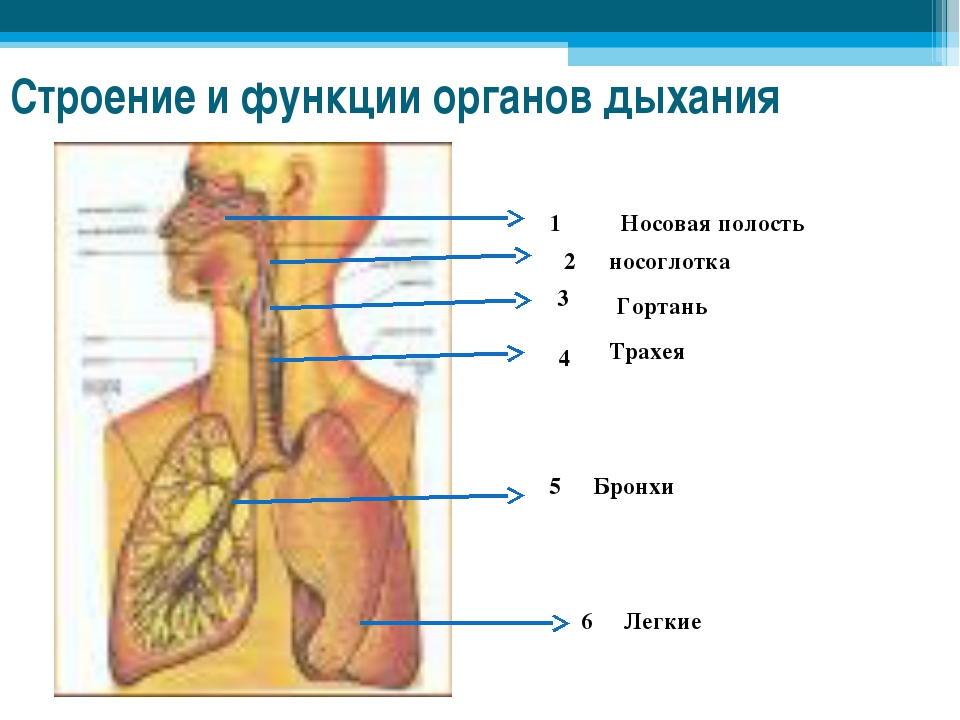 Строение и функции органов дыхания
1 Носовая полость
2 носоглотка
3 Гортань
4 Трахея
5 Бронхи
6 Легкие